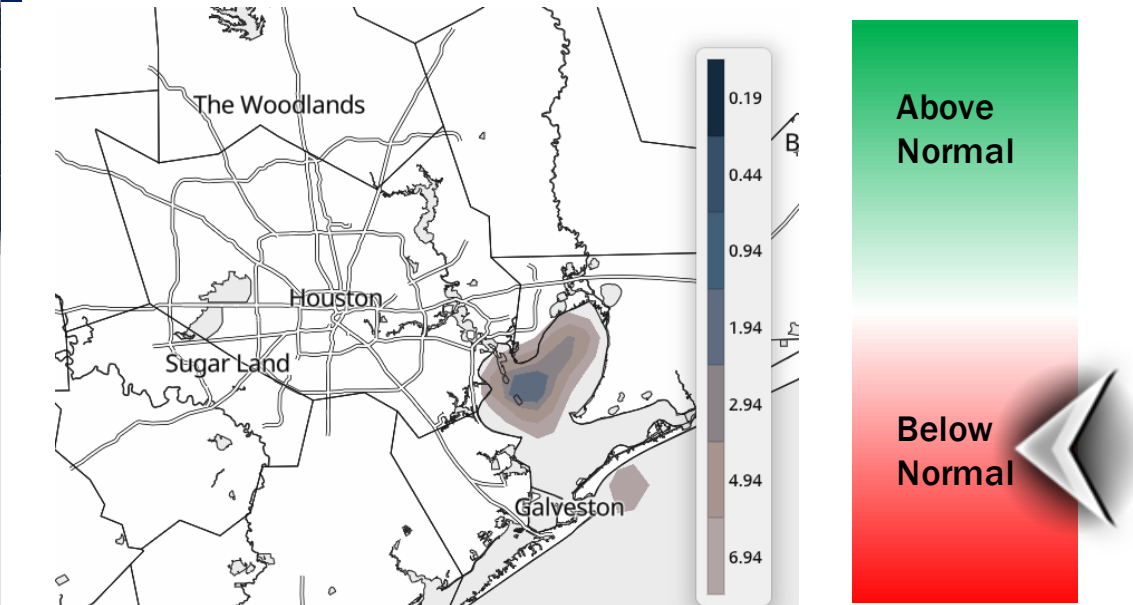 The Woodlands
B
Houston
Sugar Land
Galveston
0.19
0.44
0.94
1.94
2.94
4.94
6.94
Above
Normal
Below
Normal